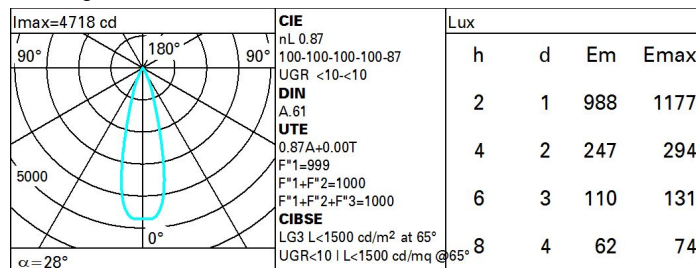 Imax=4718 cd
90° 180° 90°
5000
0°
α=28°
CIE
nL 0.87
100-100-100-100-87
UGR <10-<10
DIN
A.61
UTE
0.87A+0.00T
F"1=999
F"1+F"2=1000
F"1+F"2+F"3=1000
CIBSE
LG3 L<1500 cd/m² at 65°
UGR<10 | L<1500 cd/mq @65°
Lux
h d Em Emax
2 1 988 1177
4 2 247 294
6 3 110 131
8 4 62 74